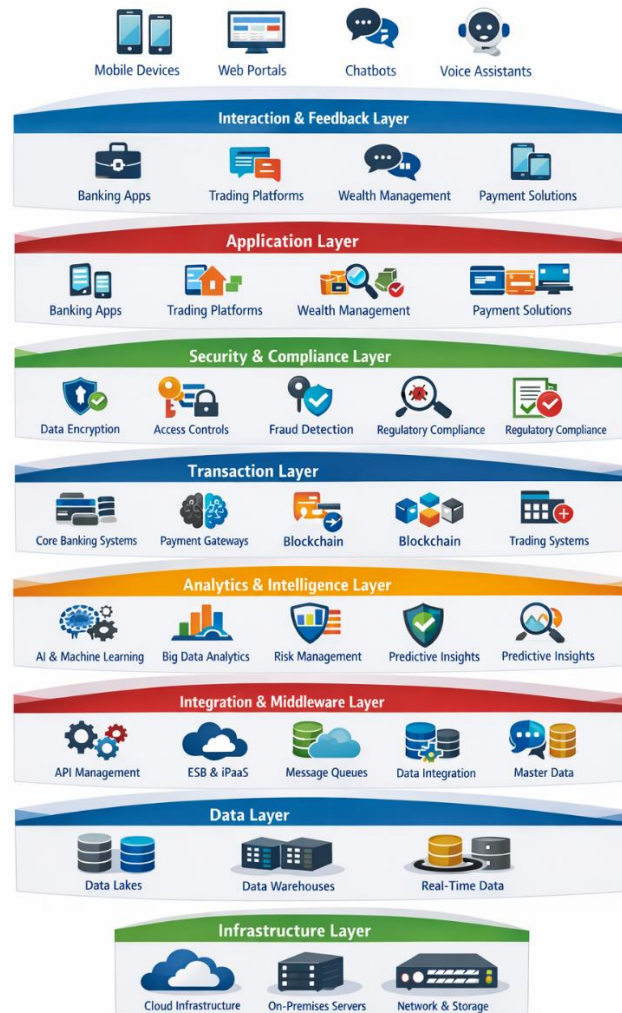 Mobile Devices Web Portals Chatbots Voice Assistants
Interaction & Feedback Layer
Banking Apps Trading Platforms Wealth Management Payment Solutions
Application Layer
Banking Apps Trading Platforms Wealth Management Payment Solutions
Security & Compliance Layer
Data Encryption Access Controls Fraud Detection Regulatory Compliance Regulatory Compliance
Transaction Layer
Core Banking Systems Payment Gateways Blockchain Blockchain Trading Systems
Analytics & Intelligence Layer
AI & Machine Learning Big Data Analytics Risk Management Predictive Insights Predictive Insights
Integration & Middleware Layer
API Management ESB & iPaaS Message Queues Data Integration Master Data
Data Layer
Data Lakes Data Warehouses Real-Time Data
Infrastructure Layer
Cloud Infrastructure On-Premises Servers Network & Storage